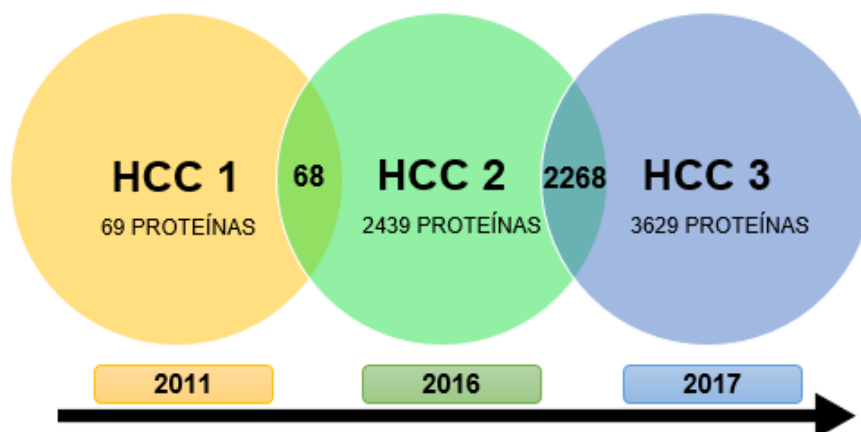 HCC 1
68
HCC 2
2268
HCC 3
69 PROTEÍNAS
2439 PROTEÍNAS
3629 PROTEÍNAS
2011
2016
2017